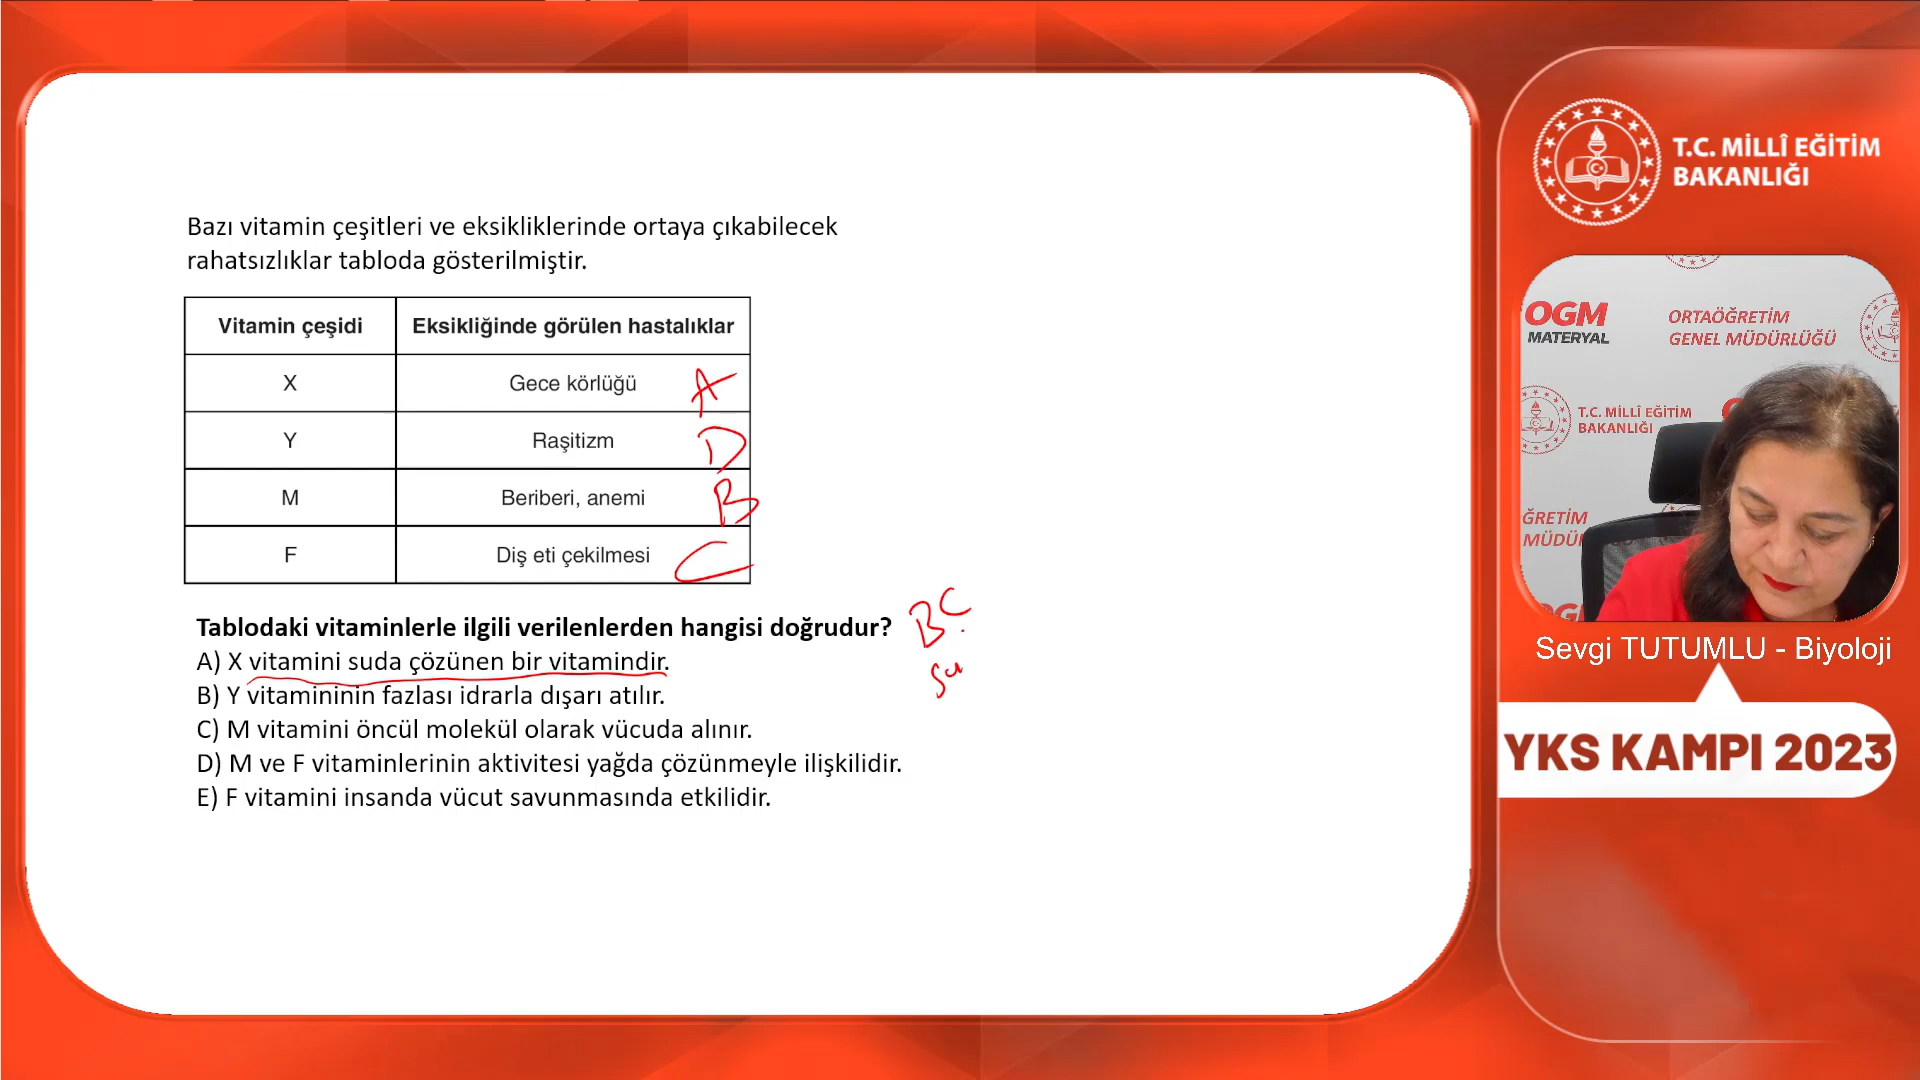 Bazı vitamin çeşitleri ve eksikliklerinde ortaya çıkabilecek
rahatsızlıklar tabloda gösterilmiştir.
Vitamin çeşidi Eksikliğinde görülen hastalıklar
X Gece körlüğü A
Y Raşitizm D
M Beriberi, anemi B
F Diş eti çekilmesi C
Tablodaki vitaminlerle ilgili verilenlerden hangisi doğrudur?
A) X vitamini suda çözünen bir vitamindir.
B) Y vitamininin fazlası idrarla dışarı atılır.
C) M vitamini öncül molekül olarak vücuda alınır.
D) M ve F vitaminlerinin aktivitesi yağda çözünmeyle ilişkilidir.
E) F vitamini insanda vücut savunmasında etkilidir.
BC
su
T.C. MİLLÎ EĞİTİM
BAKANLIĞI
OGM
MATERYAL
ORTAÖĞRETİM
GENEL MÜDÜRLÜĞÜ
T.C. MİLLÎ EĞİTİM
BAKANLIĞI
ĞRETİM
MÜDÜ
OG
Sevgi TUTUMLU - Biyoloji
YKS KAMPI 2023